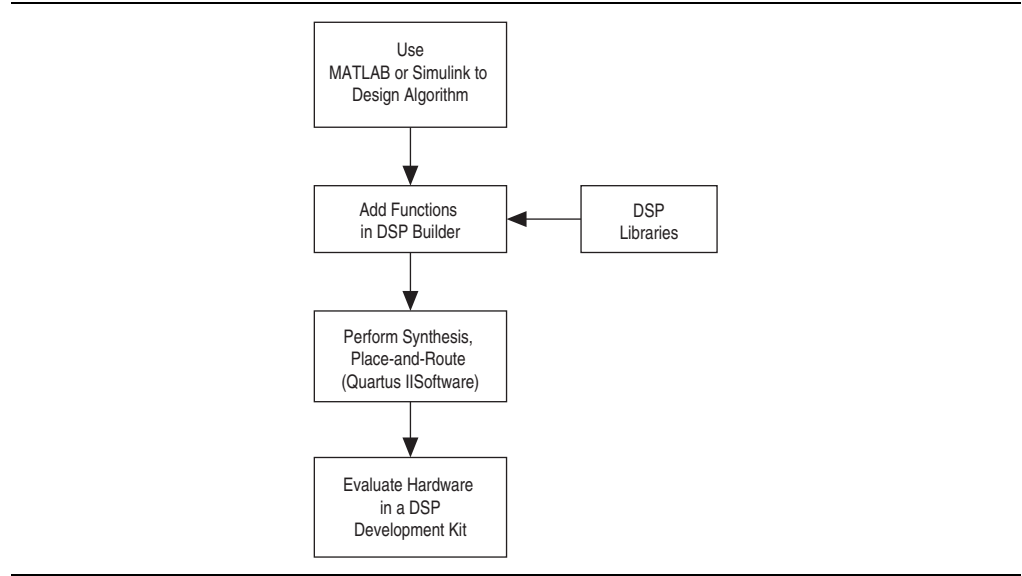 Use
MATLAB or Simulink to
Design Algorithm
Add Functions
in DSP Builder
DSP
Libraries
Perform Synthesis,
Place-and-Route
(Quartus IISoftware)
Evaluate Hardware
in a DSP
Development Kit